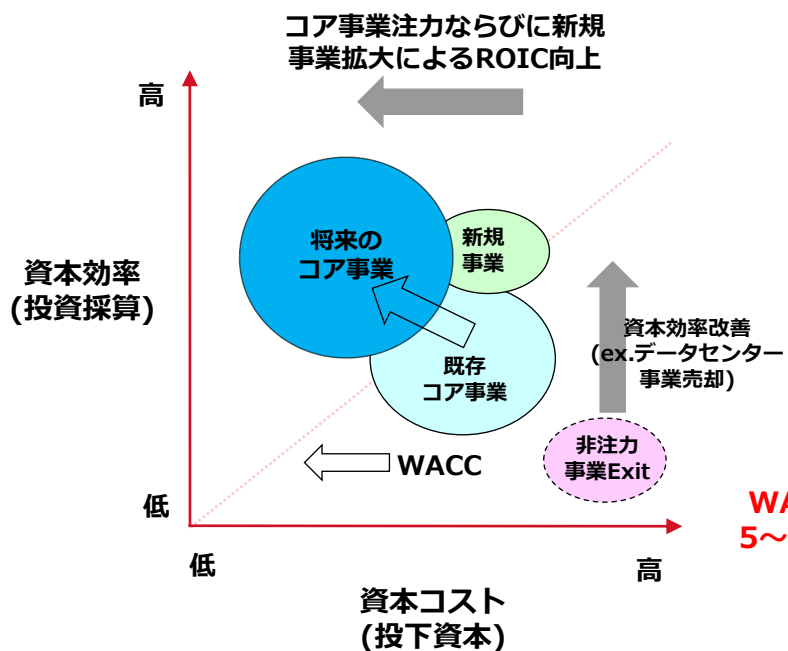 コア事業注力ならびに新規
事業拡大によるROIC向上
高
将来の
コア事業
新規
事業
資本効率
(投資採算)
資本効率改善
(ex.データセンター
事業売却)
既存
コア事業
非注力
事業Exit
WACC
低
5～
低
高
資本コスト
(投下資本)